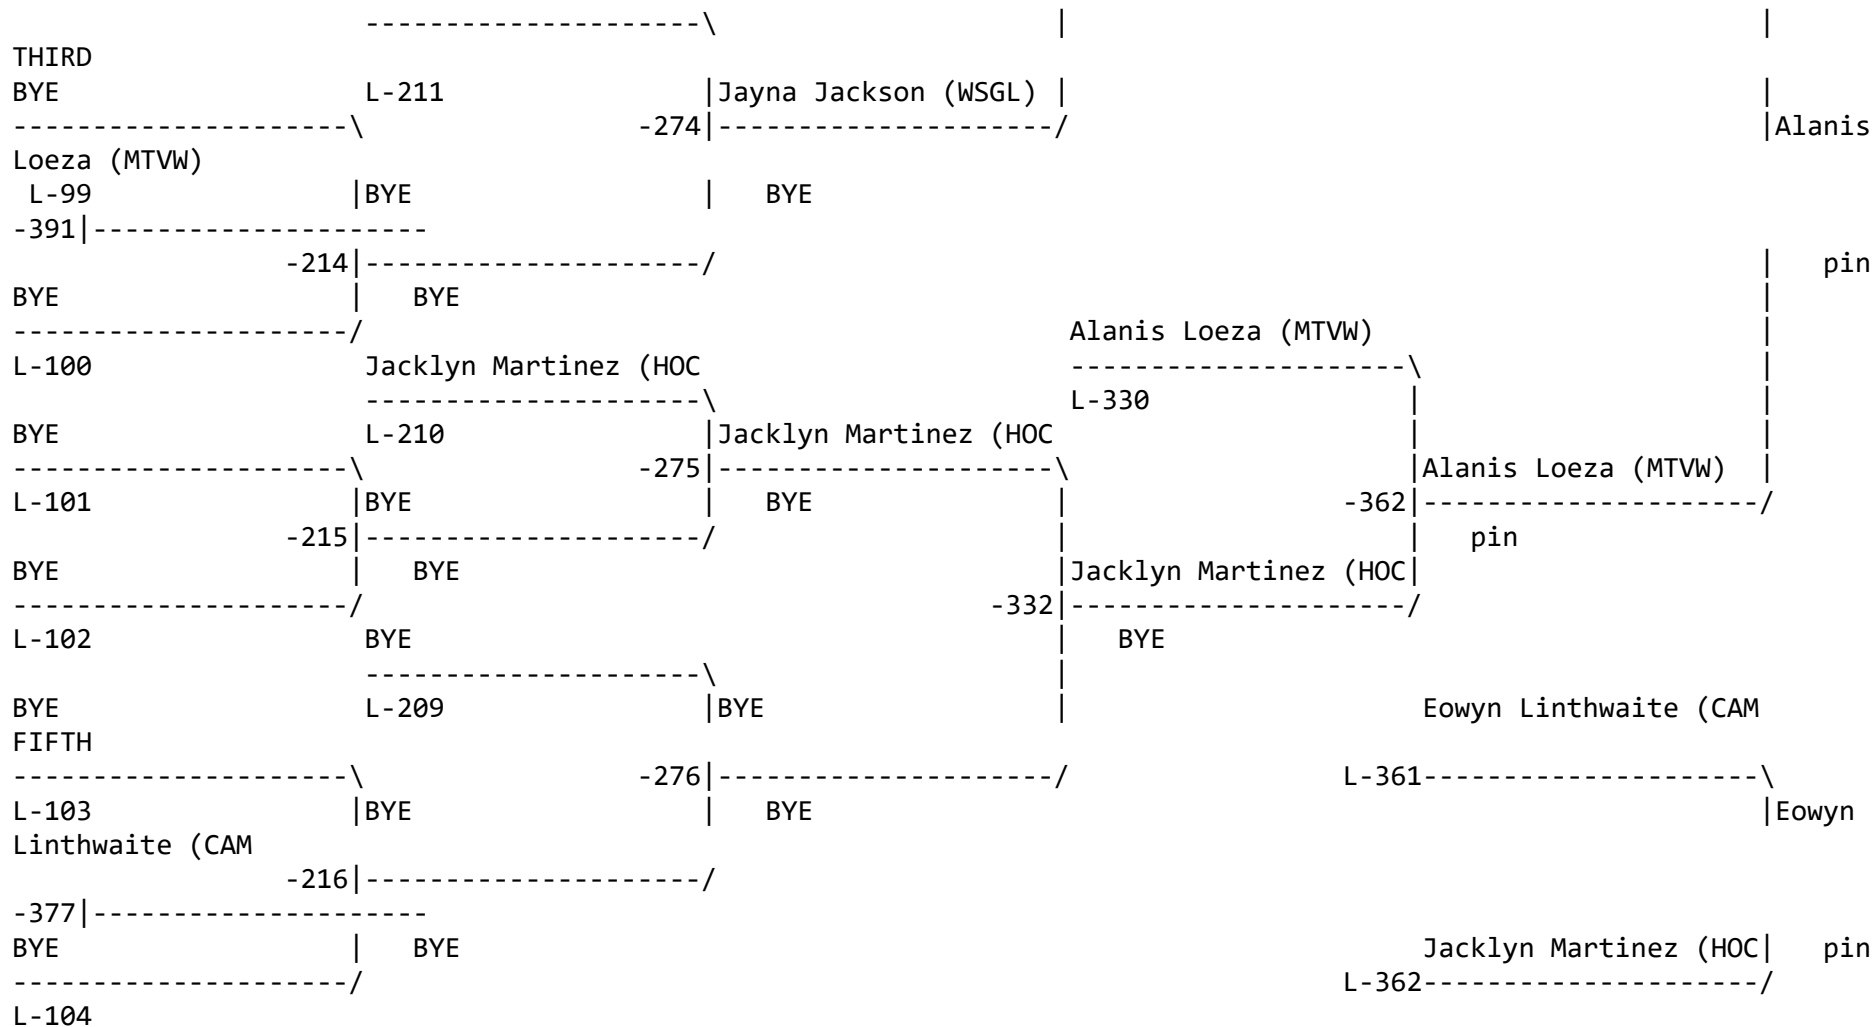 ---------------------\                     |                                           |
THIRD
BYE                   L-211                |Jayna Jackson (WSGL) |                                           |
---------------------\                 -274|---------------------/                                           |Alanis
Loeza (MTVW)
 L-99                |BYE                  |   BYE
-391|---------------------
                 -214|---------------------/                                                                 |   pin
BYE                  |   BYE                                                                                 |
---------------------/                                            Alanis Loeza (MTVW)                        |
L-100                 Jacklyn Martinez (HOC                       ---------------------\                     |
                      ---------------------\                      L-330                |                     |
BYE                   L-210                |Jacklyn Martinez (HOC                      |                     |
---------------------\                 -275|---------------------\                     |Alanis Loeza (MTVW)  |
L-101                |BYE                  |   BYE               |                 -362|---------------------/
                 -215|---------------------/                     |                     |   pin
BYE                  |   BYE                                     |Jacklyn Martinez (HOC|
---------------------/                                       -332|---------------------/
L-102                 BYE                                        |   BYE
                      ---------------------\                     |
BYE                   L-209                |BYE                  |                      Eowyn Linthwaite (CAM
FIFTH
---------------------\                 -276|---------------------/                 L-361---------------------\
L-103                |BYE                  |   BYE                                                           |Eowyn
Linthwaite (CAM
                 -216|---------------------/
-377|---------------------
BYE                  |   BYE                                                            Jacklyn Martinez (HOC|   pin
---------------------/                                                             L-362---------------------/
L-104